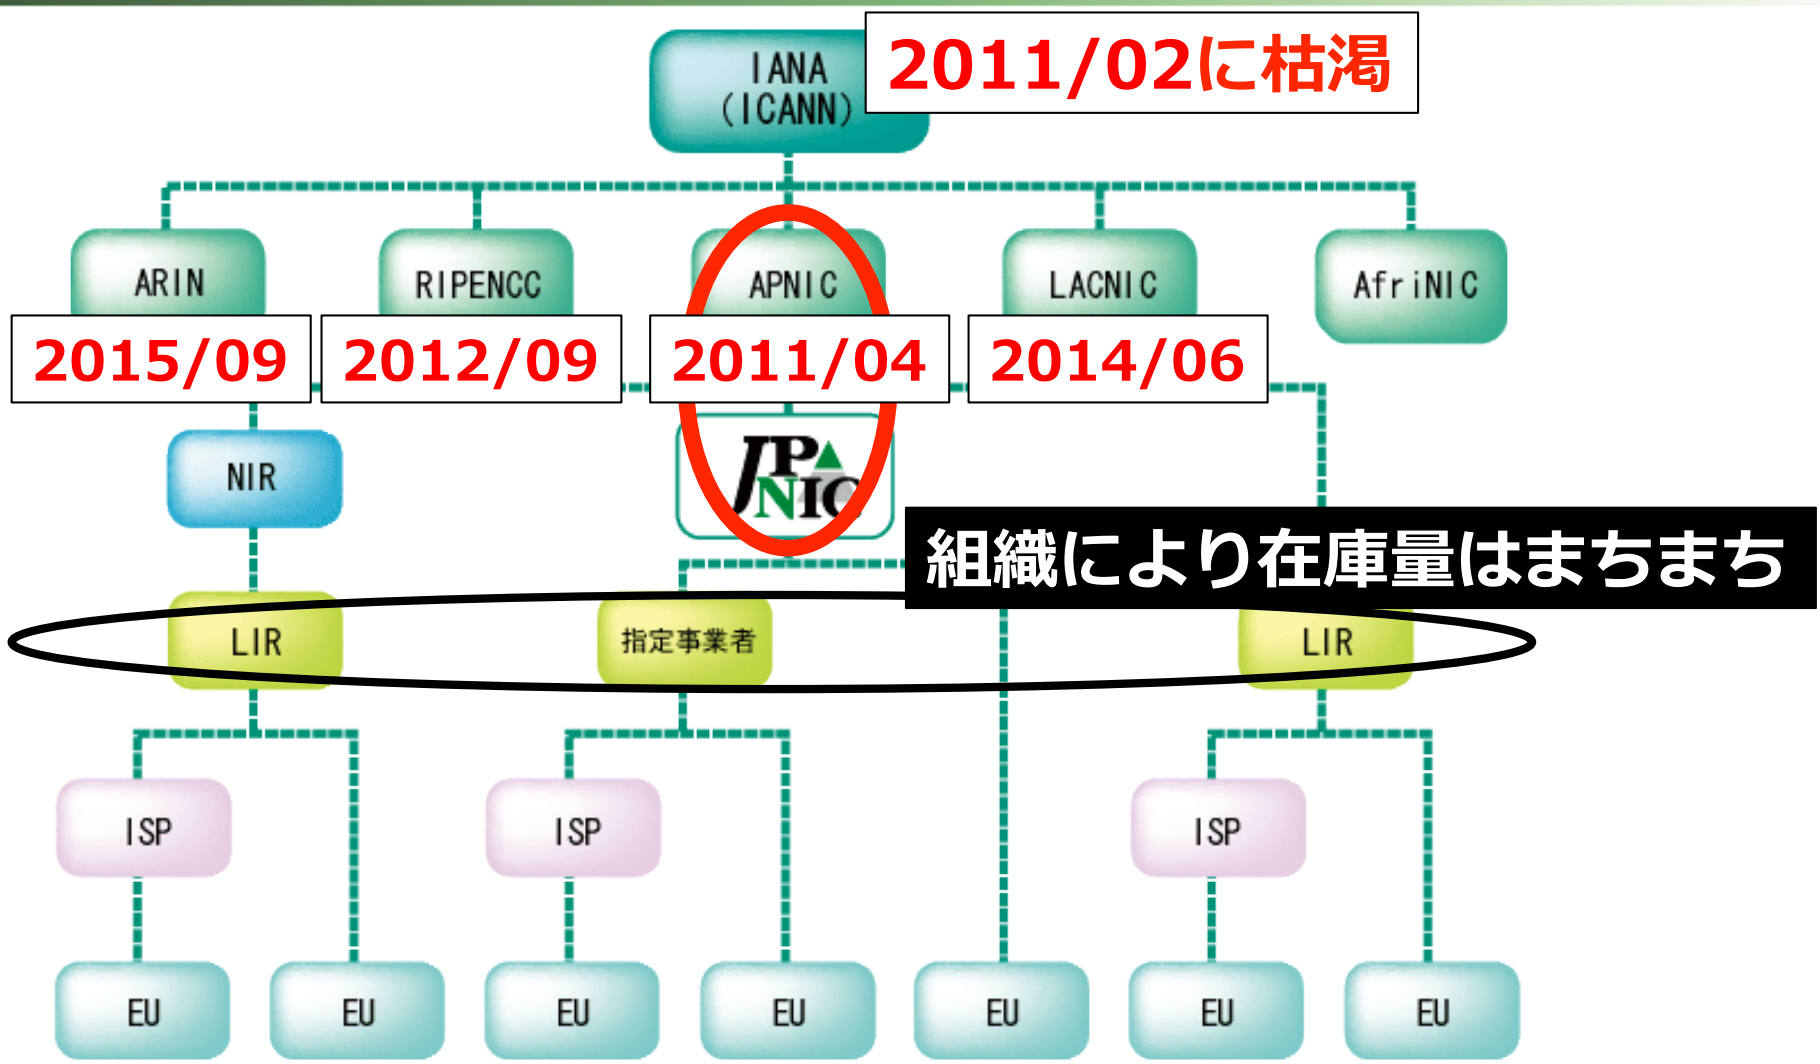 IANA
(ICANN)
2011/02に枯渇
ARIN
RIPENCC
APNIC
LACNIC
AfriNIC
2015/09
2012/09
2011/04
2014/06
NIR
JPNIC
組織により在庫量はまちまち
LIR
指定事業者
LIR
ISP
ISP
ISP
EU
EU
EU
EU
EU
EU
EU